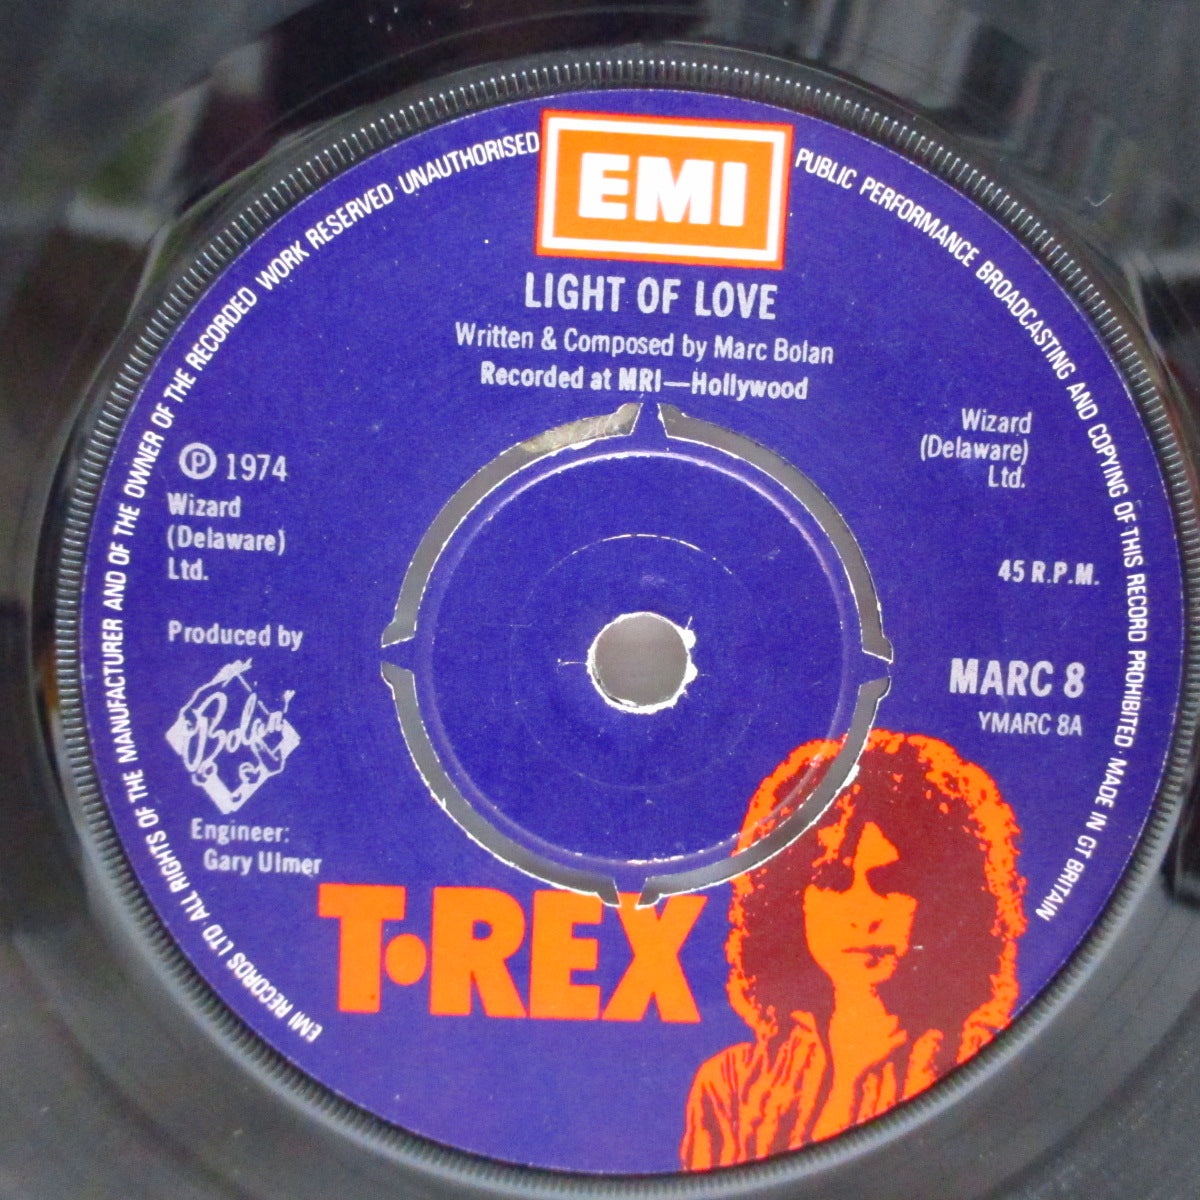 EMI
LIGHT OF LOVE
Written & Composed by Marc Bolan
Recorded at MRI—Hollywood
Ⓟ 1974
Wizard
(Delaware)
Ltd.
Wizard
(Delaware)
Ltd.
45 R.P.M.
Produced by
Bolan
MARC 8
YMARC 8A
Engineer:
Gary Ulmer
T·REX
EMI RECORDS LTD· ALL RIGHTS OF THE MANUFACTURER AND OF THE OWNER OF THE RECORDED WORK RESERVED · UNAUTHORISED PUBLIC PERFORMANCE BROADCASTING AND COPYING OF THIS RECORD PROHIBITED · MADE IN GT BRITAIN